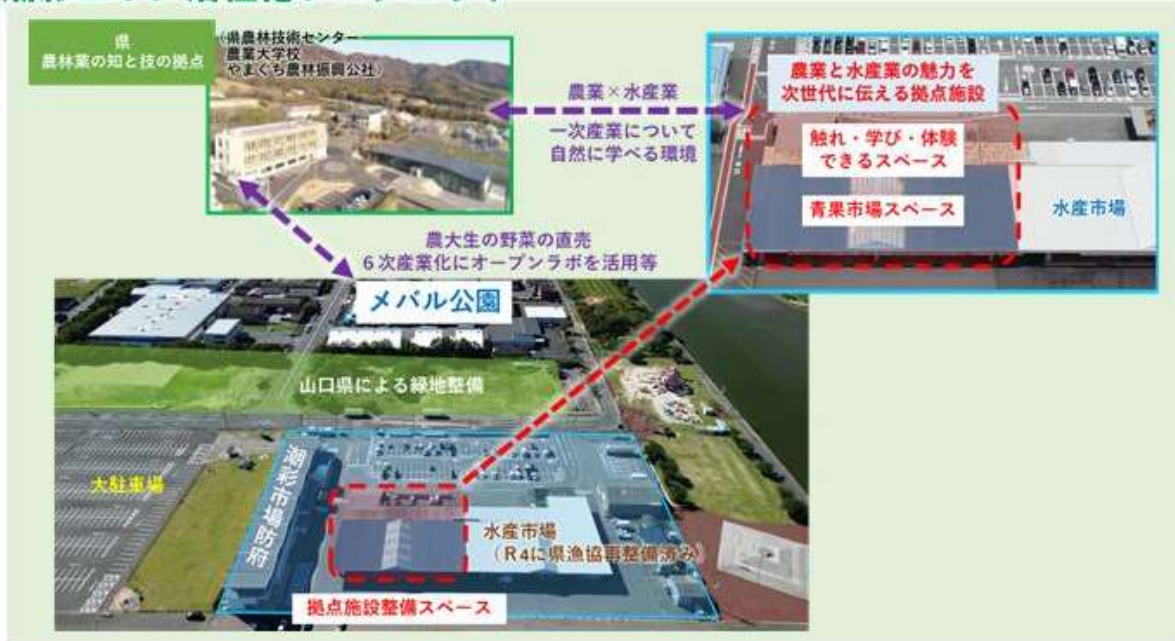 県
農林業の知と技の拠点
(県農林技術センター
農業大学校
やまぐち農林振興公社)
農業×水産業
一次産業について
自然に学べる環境
農業と水産業の魅力を
次世代に伝える拠点施設
触れ・学び・体験
できるスペース
青果市場スペース
水産市場
農大生の野菜の直売
6次産業化にオープンラボを活用等
メバル公園
山口県による緑地整備
大駐車場
潮彩市場防府
水産市場
(R4に県漁協再整備済み)
拠点施設整備スペース